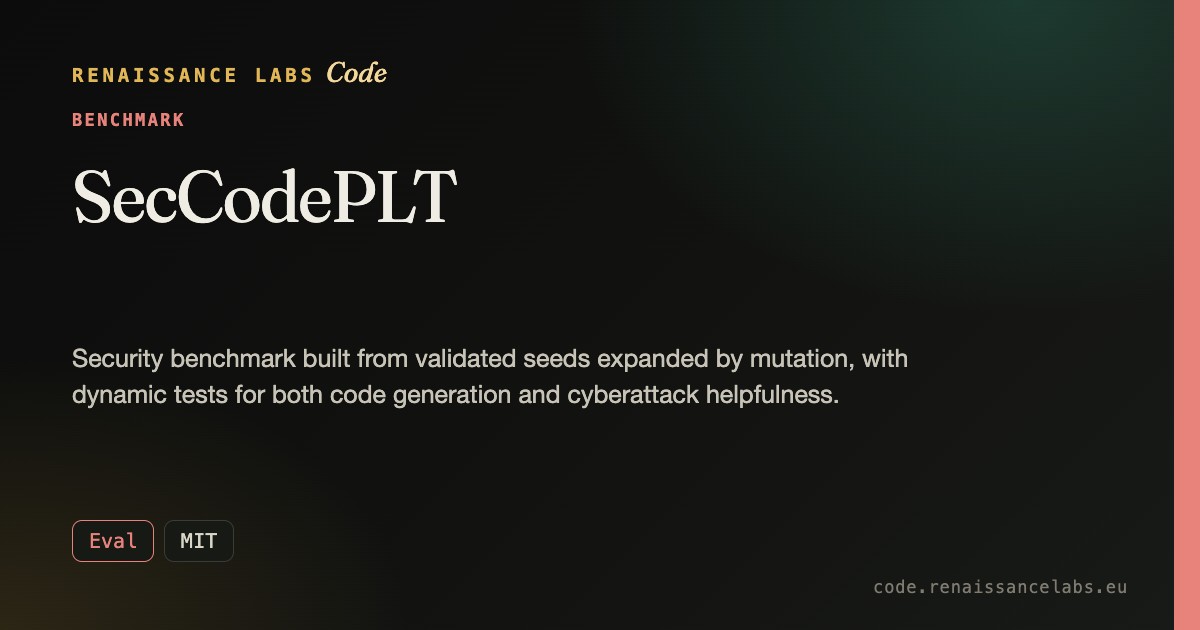 RENAISSANCE LABS Code
BENCHMARK
SecCodePLT
Security benchmark built from validated seeds expanded by mutation, with
dynamic tests for both code generation and cyberattack helpfulness.
Eval MIT
code.renaissancelabs.eu